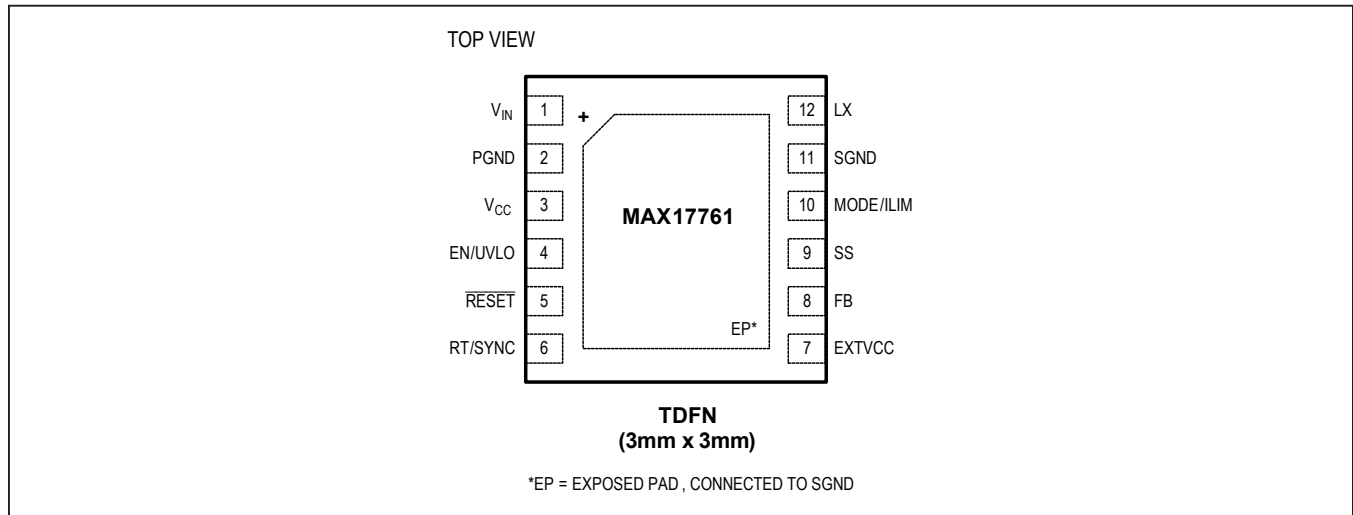 TOP VIEW
VIN 1 + 12 LX
PGND 2 11 SGND
VCC 3 MAX17761 10 MODE/ILIM
EN/UVLO 4 9 SS
RESET 5 8 FB
EP*
RT/SYNC 6 7 EXTVCC
TDFN
(3mm x 3mm)
*EP = EXPOSED PAD , CONNECTED TO SGND